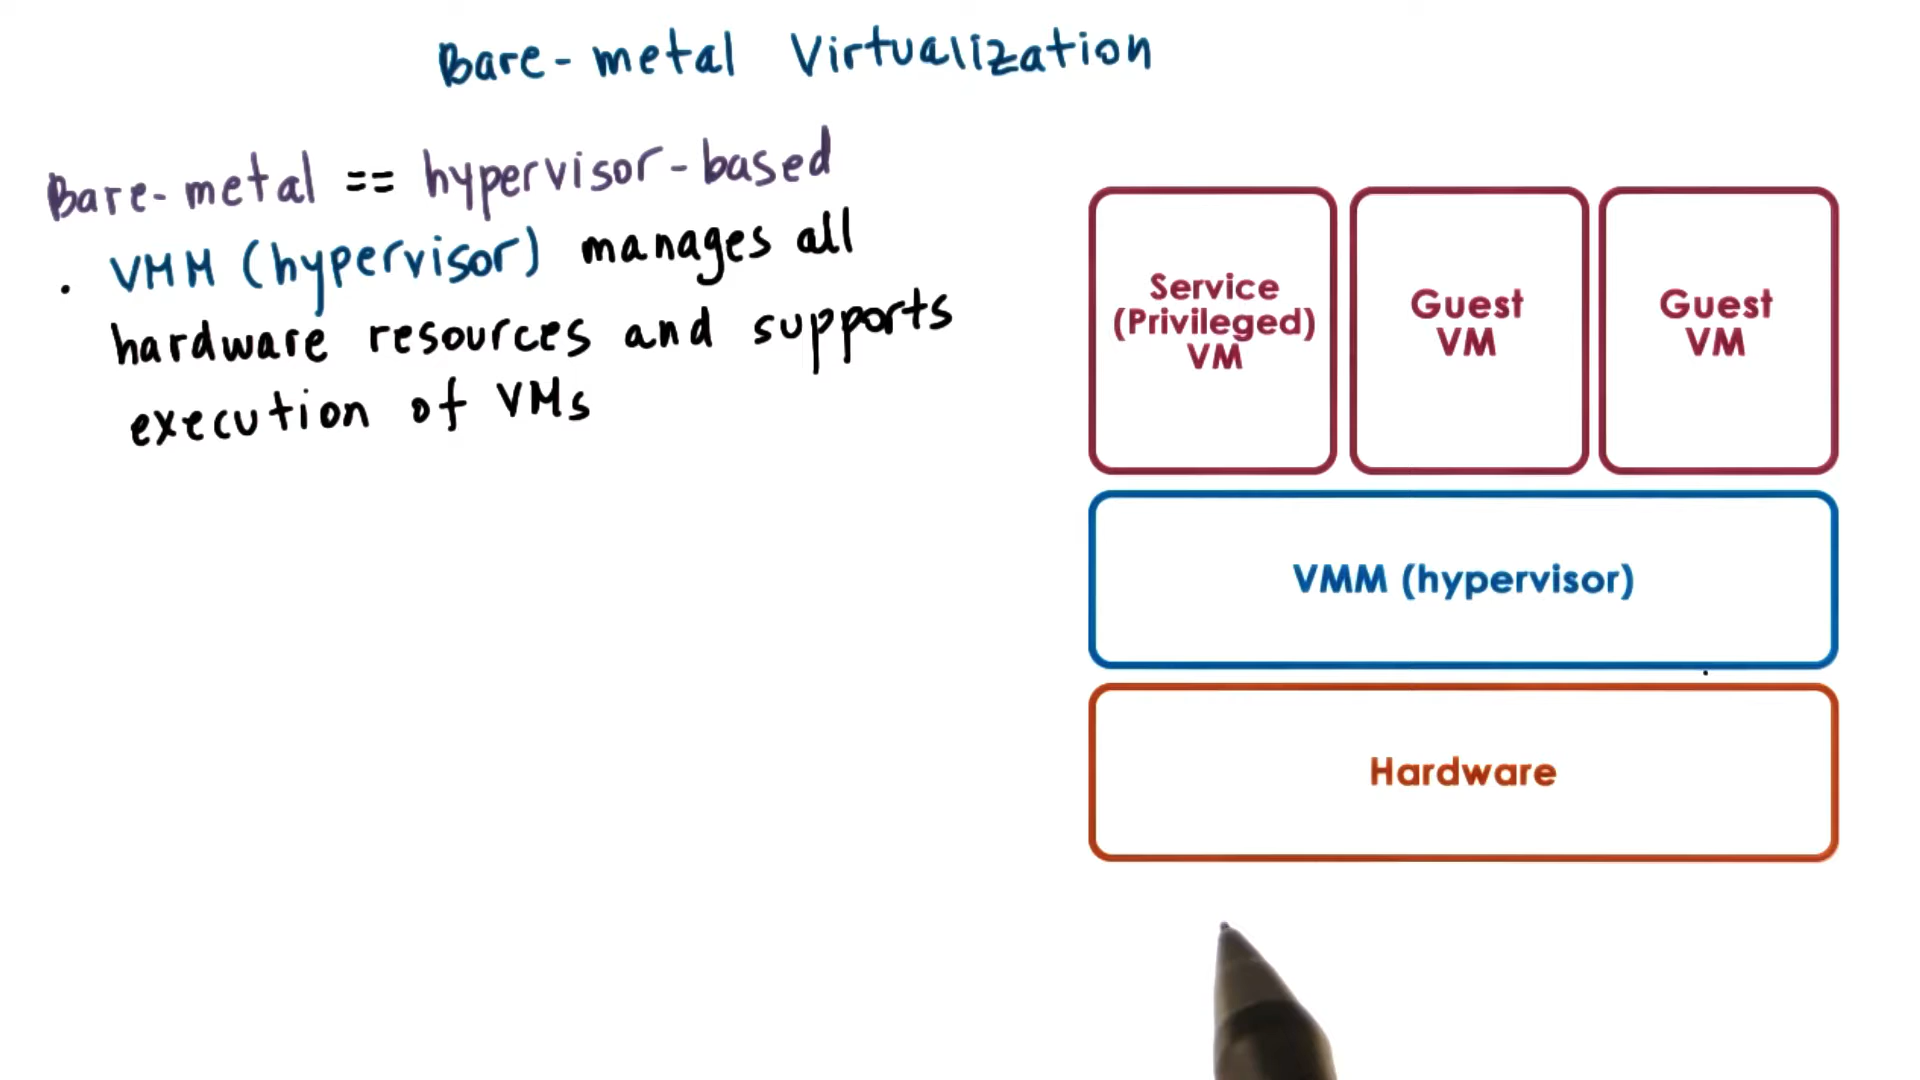 Bare-metal Virtualization
Bare-metal == hypervisor-based
. VMM (hypervisor) manages all
hardware resources and supports
execution of VMs
Service
(Privileged)
VM
Guest
VM
Guest
VM
VMM (hypervisor)
Hardware